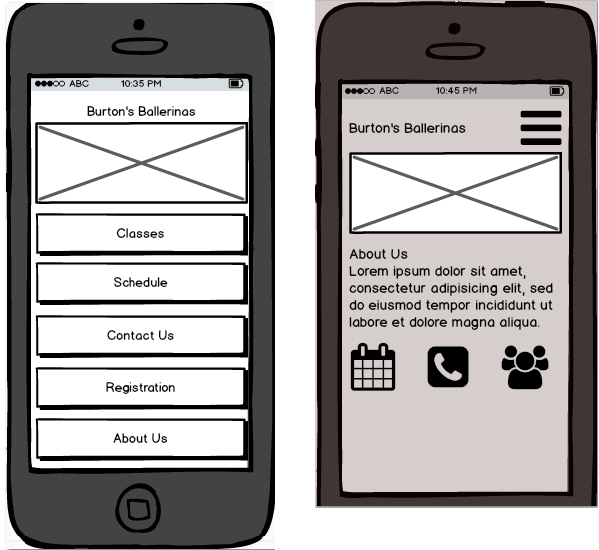 ABC 10:35 PM
Burton's Ballerinas
Classes
Schedule
Contact Us
Registration
About Us
ABC 10:45 PM
Burton's Ballerinas
About Us
Lorem ipsum dolor sit amet,
consectetur adipisicing elit, sed
do eiusmod tempor incididunt ut
labore et dolore magna aliqua.